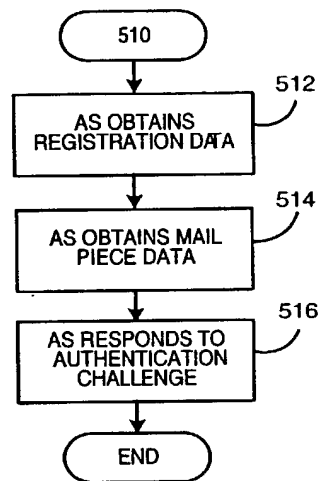 510
512
AS OBTAINS
REGISTRATION DATA
514
AS OBTAINS MAIL
PIECE DATA
516
AS RESPONDS TO
AUTHENTICATION
CHALLENGE
END